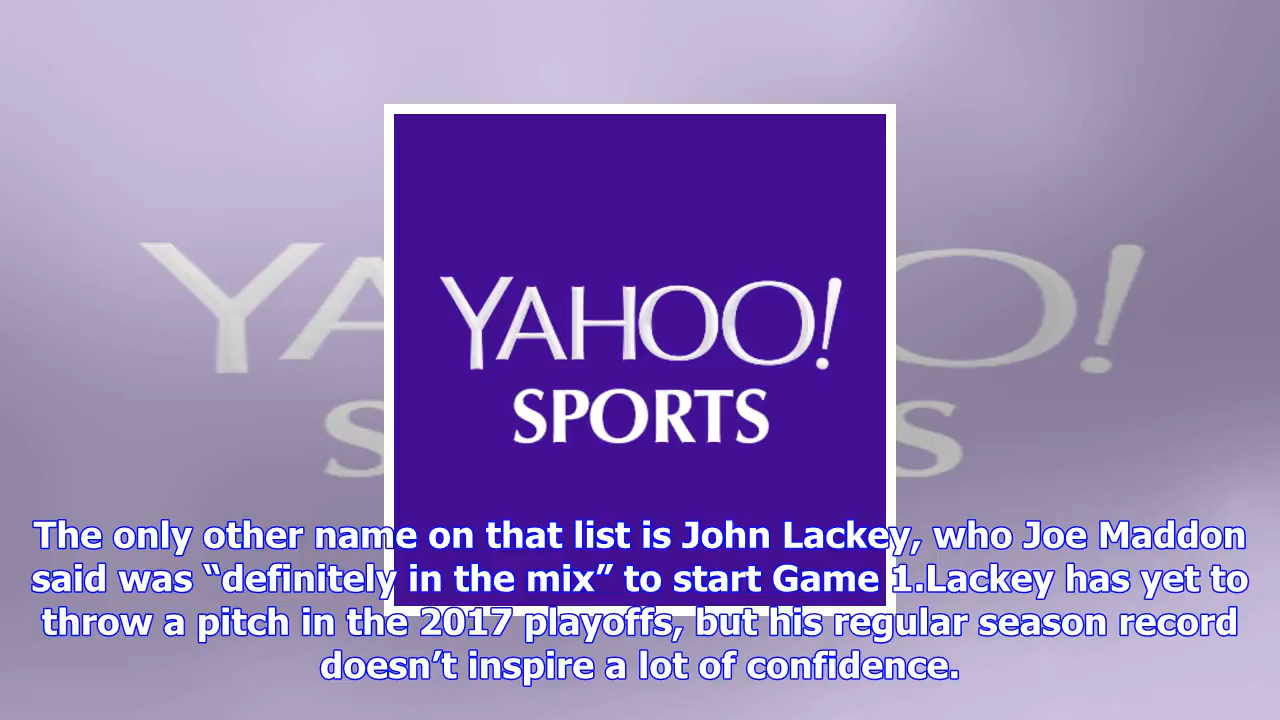 YAHOO!
SPORTS
The only other name on that list is John Lackey, who Joe Maddon
said was “definitely in the mix” to start Game 1.Lackey has yet to
throw a pitch in the 2017 playoffs, but his regular season record
doesn’t inspire a lot of confidence.